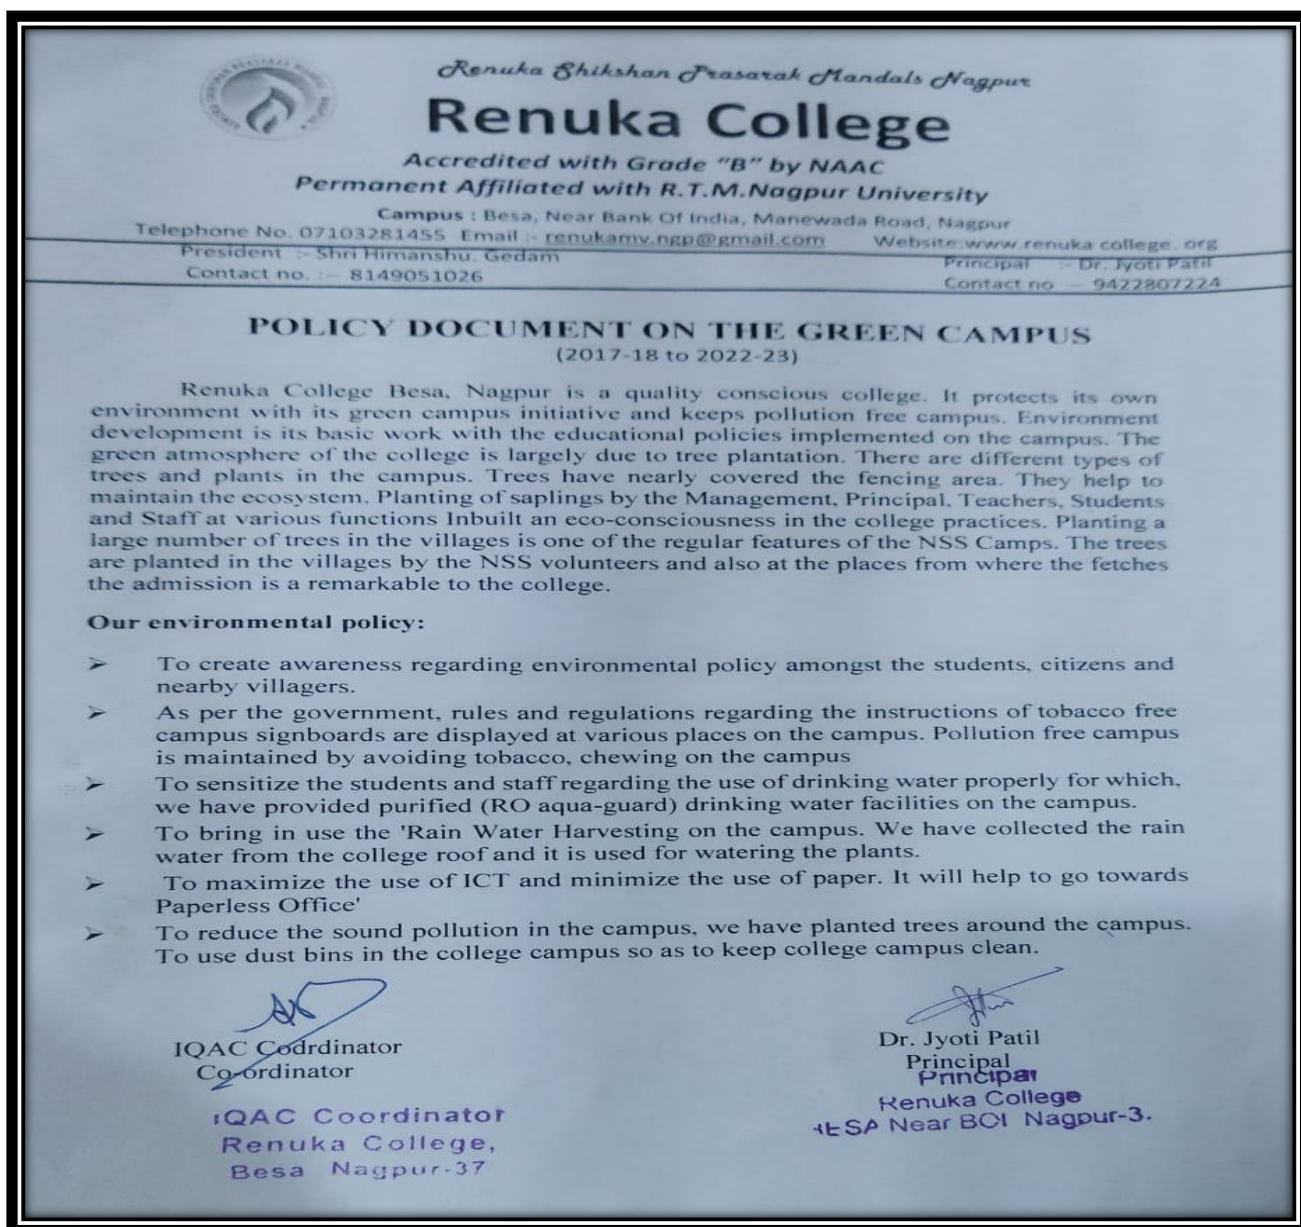 Renuka Shikshan Prasarak Mandals Nagpur
Renuka College
Accredited with Grade "B" by NAAC
Permanent Affiliated with R.T.M.Nagpur University
Campus : Besa, Near Bank Of India, Manewada Road, Nagpur
Telephone No. 07103281455 Email :- renukamv.ngp@gmail.com Website:www.renuka college. org
President :- Shri Himanshu. Gedam Principal :- Dr. Jyoti Patil
Contact no. :- 8149051026 Contact no - 9422807224
POLICY DOCUMENT ON THE GREEN CAMPUS
(2017-18 to 2022-23)
Renuka College Besa, Nagpur is a quality conscious college. It protects its own
environment with its green campus initiative and keeps pollution free campus. Environment
development is its basic work with the educational policies implemented on the campus. The
green atmosphere of the college is largely due to tree plantation. There are different types of
trees and plants in the campus. Trees have nearly covered the fencing area. They help to
maintain the ecosystem. Planting of saplings by the Management, Principal, Teachers, Students
and Staff at various functions Inbuilt an eco-consciousness in the college practices. Planting a
large number of trees in the villages is one of the regular features of the NSS Camps. The trees
are planted in the villages by the NSS volunteers and also at the places from where the fetches
the admission is a remarkable to the college.
Our environmental policy:
➢ To create awareness regarding environmental policy amongst the students, citizens and
nearby villagers.
➢ As per the government, rules and regulations regarding the instructions of tobacco free
campus signboards are displayed at various places on the campus. Pollution free campus
is maintained by avoiding tobacco, chewing on the campus
➢ To sensitize the students and staff regarding the use of drinking water properly for which,
we have provided purified (RO aqua-guard) drinking water facilities on the campus.
➢ To bring in use the 'Rain Water Harvesting on the campus. We have collected the rain
water from the college roof and it is used for watering the plants.
➢ To maximize the use of ICT and minimize the use of paper. It will help to go towards
Paperless Office'
➢ To reduce the sound pollution in the campus, we have planted trees around the campus.
To use dust bins in the college campus so as to keep college campus clean.
IQAC Coordinator
Co-ordinator
IQAC Coordinator
Renuka College,
Besa Nagpur-37
Dr. Jyoti Patil
Principal
Principal
Renuka College
BESA Near BOI Nagpur-3.